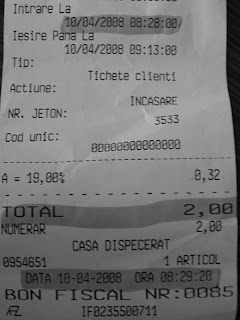 Intrare La
10/04/2008 08:28:00
Iesire Pana La
10/04/2008 09:13:00
Tip:
Tichete clienti
Actiune:
INCASARE
NR. JETON:
3533
Cod unic:
00000000000000
A = 19,00% 0,32
TOTAL 2,00
NUMERAR 2,00
CASA DISPECERAT
0954651 1 ARTICOL
DATA 10-04-2008 ORA 08:29:20
BON FISCAL NR:0085
IF0235500711